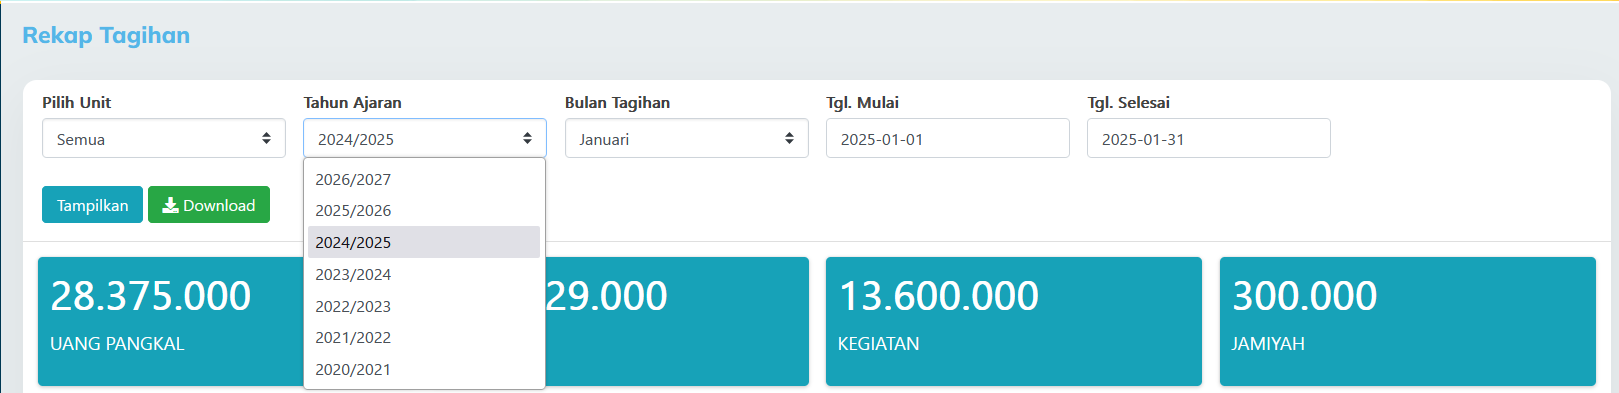 Rekap Tagihan
Pilih Unit
Tahun Ajaran
Bulan Tagihan
Tgl. Mulai
Tgl. Selesai
Semua
2024/2025
Januari
2025-01-01
2025-01-31
2026/2027
2025/2026
2024/2025
2023/2024
2022/2023
2021/2022
2020/2021
Tampilkan
Download
28.375.000
UANG PANGKAL
29.000
13.600.000
KEGIATAN
300.000
JAMIYAH